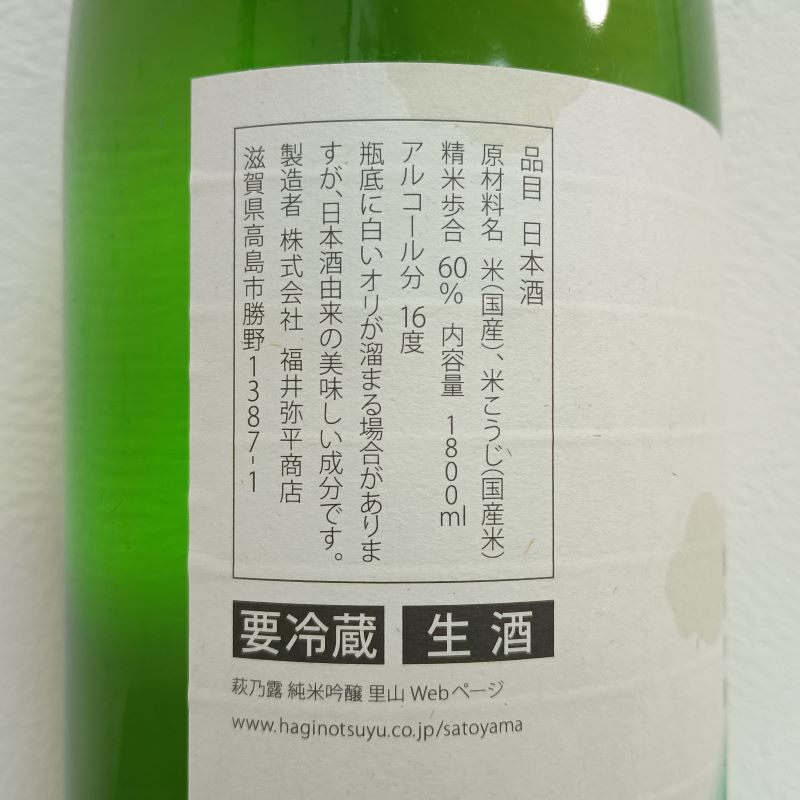 品目 日本酒
原材料名 米(国産)、米こうじ(国産米)
精米歩合 60% 内容量 1800ml
アルコール分 16度
瓶底に白いオリが溜まる場合がありま
すが、日本酒由来の美味しい成分です。
製造者 株式会社 福井弥平商店
滋賀県高島市勝野1387-1
要冷蔵 生酒
萩乃露 純米吟醸 里山 Webページ
www.haginotsuyu.co.jp/satoyama